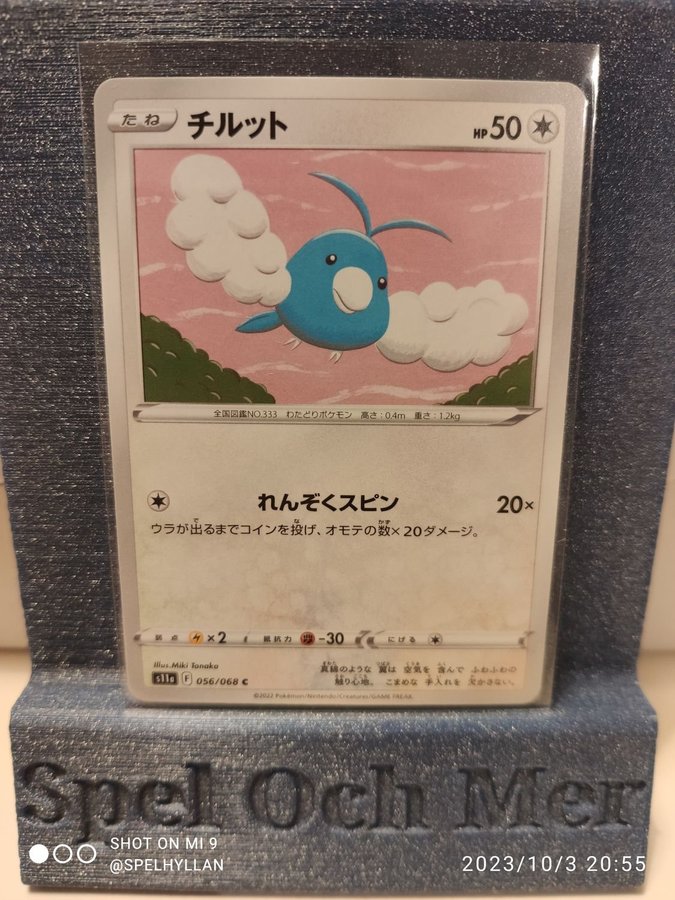 たね チルット HP 50
全国図鑑NO.333 わたどりポケモン 高さ:0.4m 重さ:1.2kg
れんぞくスピン 20×
ウラが出るまでコインを投げ、オモテの数×20ダメージ。
弱点 ×2 抵抗力 -30 にげる
Illus. Miki Tanaka
s11a F 056/068 C
真綿のような 翼は 空気を 含んで ふわふわの
触り心地。 こまめな 手入れを 欠かさない。
©2022 Pokémon/Nintendo/Creatures/GAME FREAK.
Spel Och Mer
SHOT ON MI 9
@SPELHYLLAN
2023/10/3 20:55